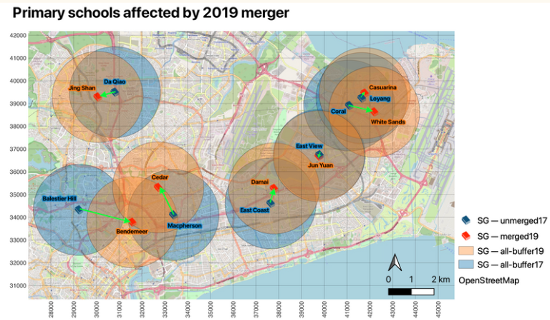 Primary schools affected by 2019 merger
42000
41000
40000
39000
38000
37000
36000
35000
34000
33000
32000
31000
Da Qiao
Jing Shan
Casuarina
Loyang
Coral
White Sands
East View
Jun Yuan
Cedar
Damai
Balestier Hill
East Coast
Macpherson
Bendemeer
SG — unmerged17
SG — merged19
SG — all-buffer19
SG — all-buffer17
OpenStreetMap
0 1 2 km
28000 29000 30000 31000 32000 33000 34000 35000 36000 37000 38000 39000 40000 41000 42000 43000 44000 45000